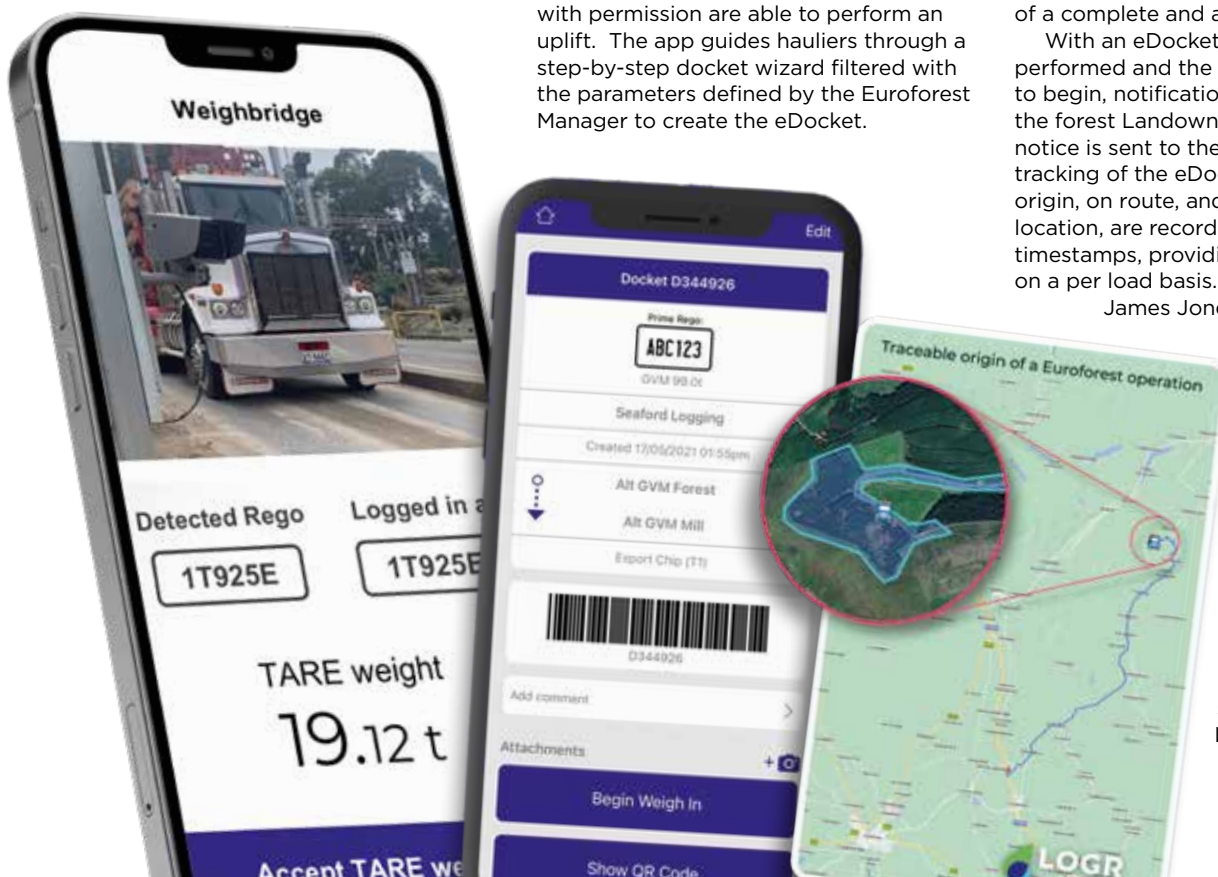 with permission are able to perform an
uplift. The app guides hauliers through a
step-by-step docket wizard filtered with
the parameters defined by the Euroforest
Manager to create the eDocket.
of a complete and a
With an eDocket
performed and the
to begin, notificatio
the forest Landown
notice is sent to the
tracking of the eDo
origin, on route, and
location, are record
timestamps, providi
on a per load basis.
James Jon
Weighbridge
Detected Rego
1T925E
Logged in a
1T925E
TARE weight
19.12 t
Accept TARE we
Edit
Docket D344926
Prime Rego:
ABC123
GVM 99.0t
Seaford Logging
Created 17/05/2021 01:55pm
Alt GVM Forest
Alt GVM Mill
Export Chip (TT)
D344926
Add comment
Attachments
Begin Weigh In
Show QR Code
Traceable origin of a Euroforest operation
LOGR